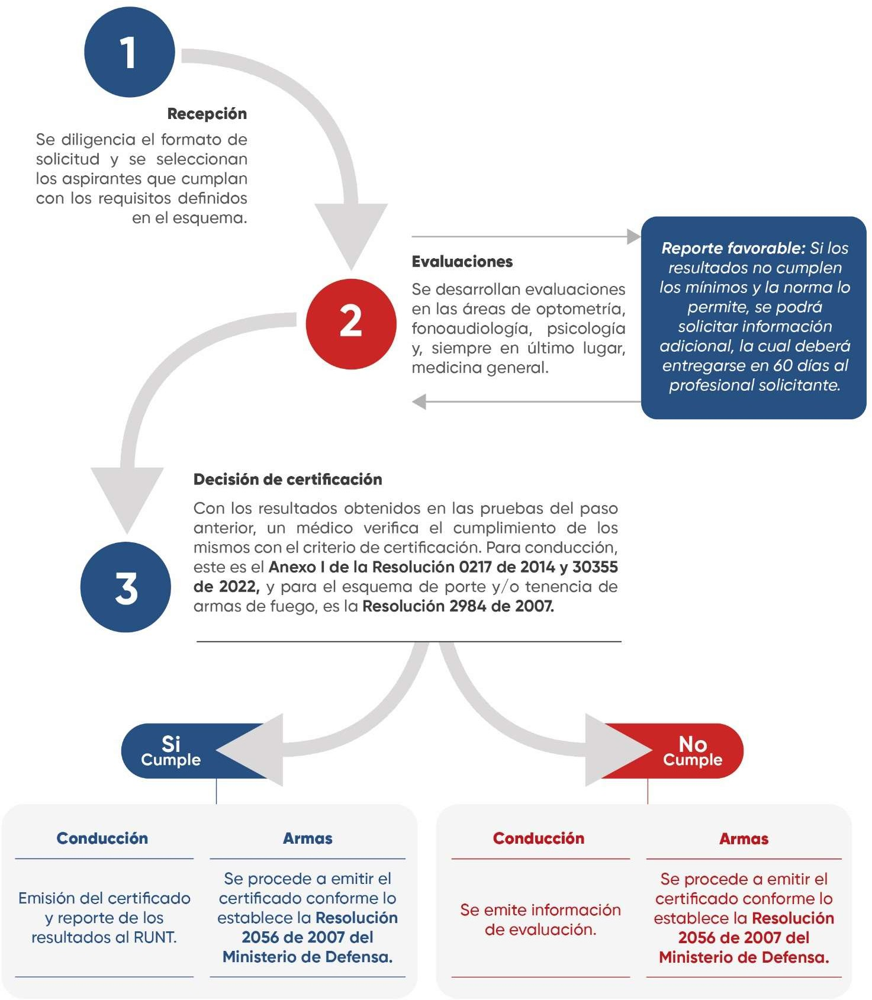 1
Recepción
Se diligencia el formato de
solicitud y se seleccionan
los aspirantes que cumplan
con los requisitos definidos
en el esquema.
2
Evaluaciones
Se desarrollan evaluaciones
en las áreas de optometría,
fonoaudiología, psicología
y, siempre en último lugar,
medicina general.
Reporte favorable: Si los
resultados no cumplen
los mínimos y la norma lo
permite, se podrá
solicitar información
adicional, la cual deberá
entregarse en 60 días al
profesional solicitante.
3
Decisión de certificación
Con los resultados obtenidos en las pruebas del paso
anterior, un médico verifica el cumplimiento de los
mismos con el criterio de certificación. Para conducción,
este es el Anexo I de la Resolución 0217 de 2014 y 30355
de 2022, y para el esquema de porte y/o tenencia de
armas de fuego, es la Resolución 2984 de 2007.
Si
Cumple
Conducción
Emisión del certificado
y reporte de los
resultados al RUNT.
Armas
Se procede a emitir el
certificado conforme lo
establece la Resolución
2056 de 2007 del
Ministerio de Defensa.
No
Cumple
Conducción
Se emite información
de evaluación.
Armas
Se procede a emitir el
certificado conforme lo
establece la Resolución
2056 de 2007 del
Ministerio de Defensa.